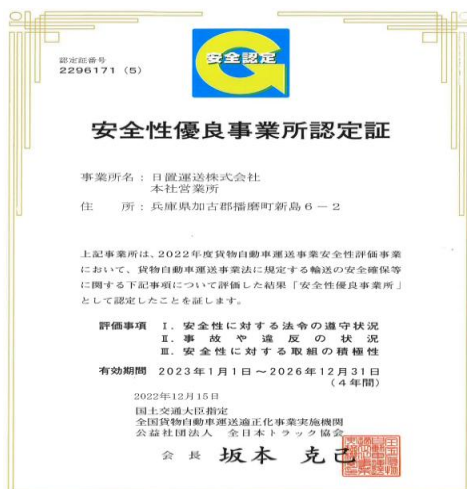 認定証番号
2296171 (5)
安全認定
安全性優良事業所認定証
事業所名：日置運送株式会社
本社営業所
住　所：兵庫県加古郡播磨町新島６－２
上記事業所は、2022年度貨物自動車運送事業安全性評価事業
において、貨物自動車運送事業法に規定する輸送の安全確保等
に関する下記事項について評価した結果「安全性優良事業所」
として認定したことを証します。
評価事項　Ⅰ．安全性に対する法令の遵守状況
Ⅱ．事故や違反の状況
Ⅲ．安全性に対する取組の積極性
有効期間　2023年1月1日～2026年12月31日
（４年間）
2022年12月15日
国土交通大臣指定
全国貨物自動車運送適正化事業実施機関
公益社団法人　全日本トラック協会
会長　坂本　克己